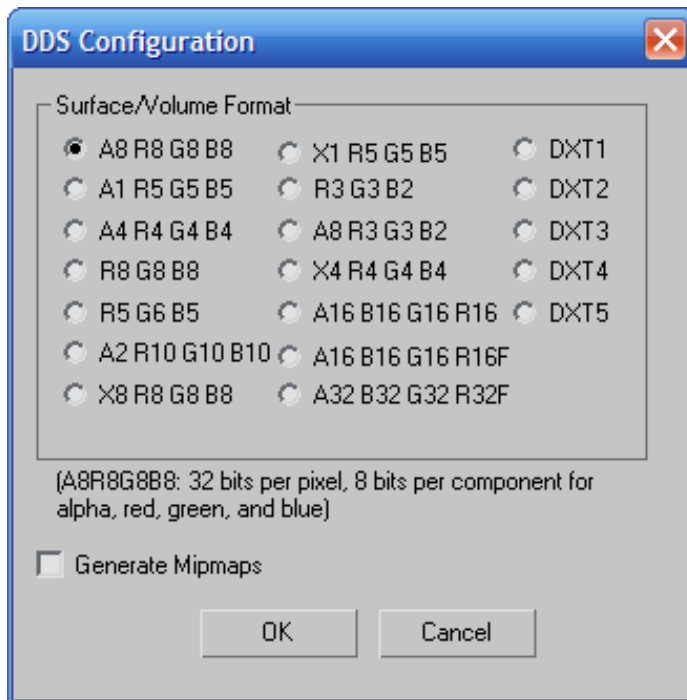 DDS Configuration
Surface/Volume Format
A8 R8 G8 B8 X1 R5 G5 B5 DXT1
A1 R5 G5 B5 R3 G3 B2 DXT2
A4 R4 G4 B4 A8 R3 G3 B2 DXT3
R8 G8 B8 X4 R4 G4 B4 DXT4
R5 G6 B5 A16 B16 G16 R16 DXT5
A2 R10 G10 B10 A16 B16 G16 R16F
X8 R8 G8 B8 A32 B32 G32 R32F
(A8R8G8B8: 32 bits per pixel, 8 bits per component for
alpha, red, green, and blue)
Generate Mipmaps
OK Cancel